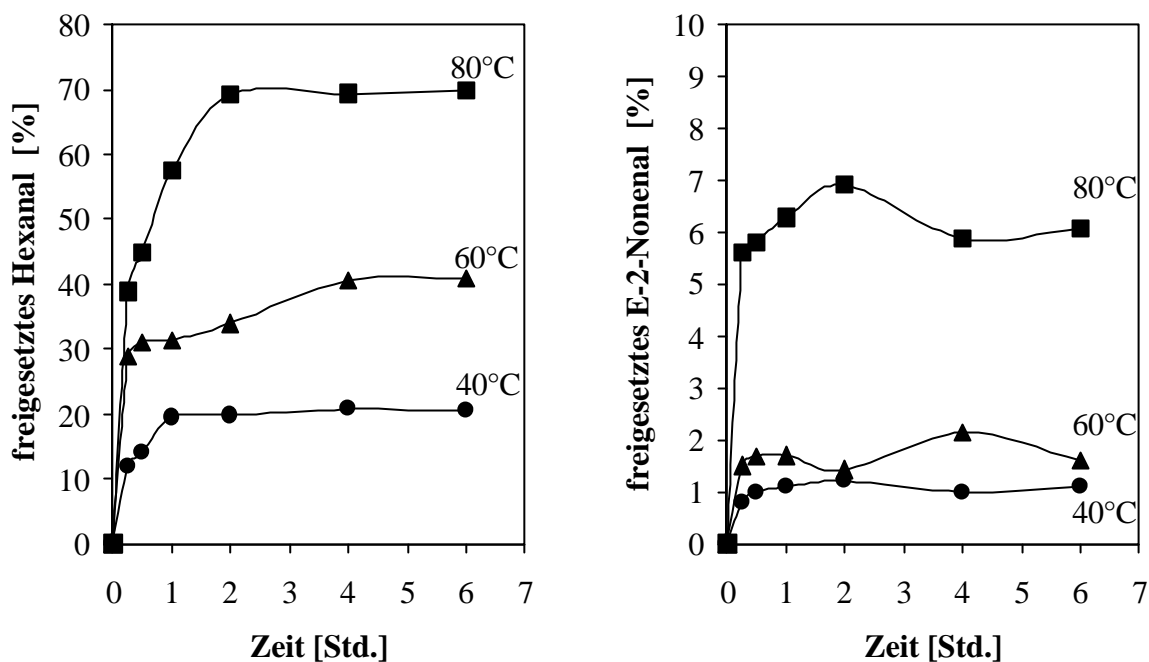 freigesetztes Hexanal [%]
80
70
60
50
40
30
20
10
0
80°C
60°C
40°C
0 1 2 3 4 5 6 7
Zeit [Std.]
freigesetztes E-2-Nonenal [%]
10
9
8
7
6
5
4
3
2
1
0
80°C
60°C
40°C
0 1 2 3 4 5 6 7
Zeit [Std.]